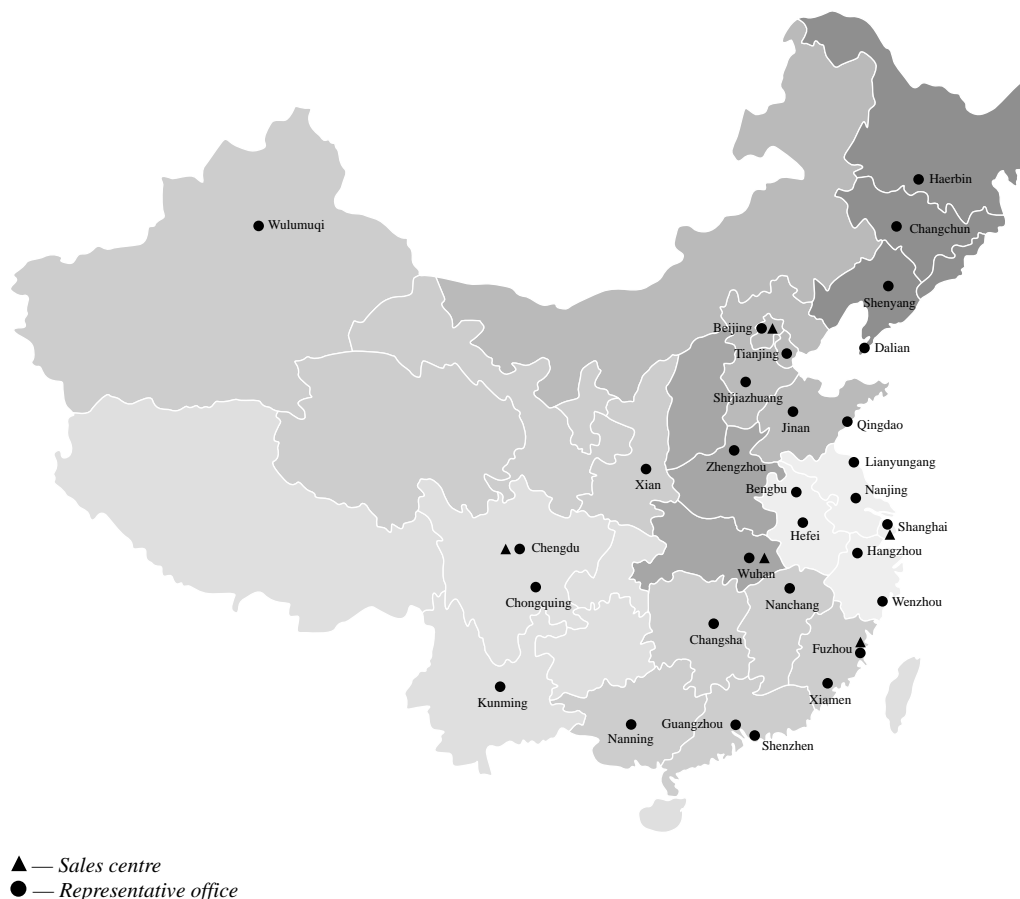 Haerbin
Wulumuqi
Changchun
Shenyang
Beijing
Dalian
Tianjing
Shijiazhuang
Jinan
Qingdao
Zhengzhou
Lianyungang
Xian
Bengbu
Nanjing
Shanghai
Hefei
Chengdu
Hangzhou
Wuhan
Chongquing
Nanchang
Wenzhou
Changsha
Fuzhou
Kunming
Xiamen
Guangzhou
Nanning
Shenzhen
▲ — Sales centre
● — Representative office